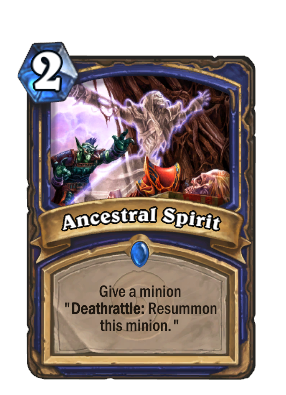 2
Ancestral Spirit
Give a minion
"Deathrattle: Resummon
this minion."